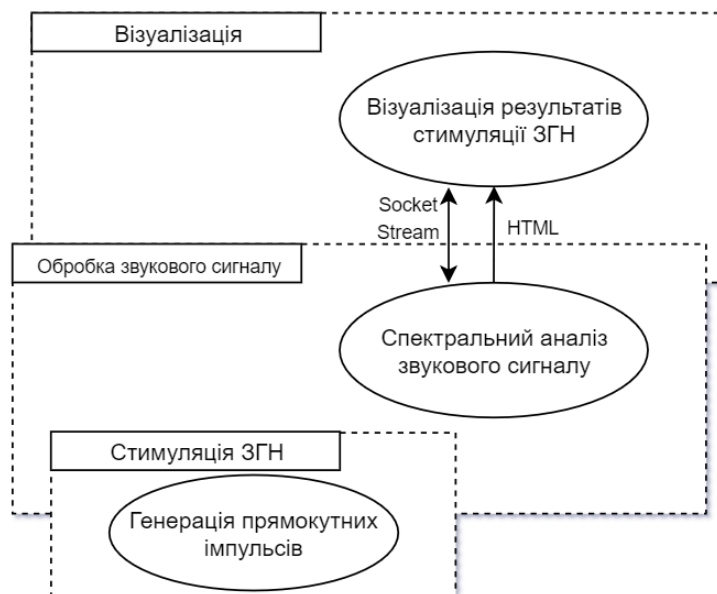 Візуалізація
Візуалізація результатів
стимуляції ЗГН
Socket
Stream
HTML
Обробка звукового сигналу
Спектральний аналіз
звукового сигналу
Стимуляція ЗГН
Генерація прямокутних
імпульсів